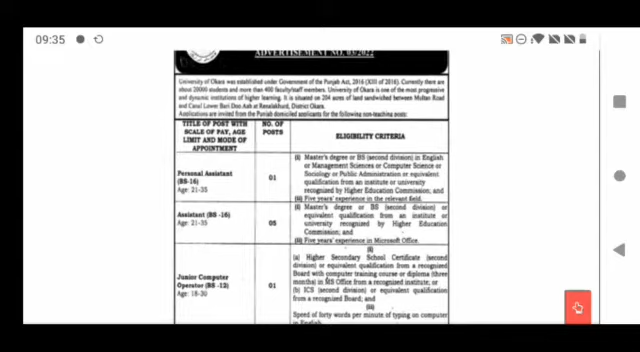 09:35
ADVERTISEMENT NO. 03/2022
University of Okara was established under Government of the Punjab Act, 2016 (XIII of 2016). Currently there are
about 20000 students and more than 400 faculty/staff members. University of Okara is one of the most progressive
and dynamic institutions of higher learning. It is situated on 204 acres of land sandwiched between Multan Road
and Canal Lower Bari Doo Aab at Renalakhurd, District Okara.
Applications are invited from the Punjab domiciled applicants for the following non-teaching posts:
TITLE OF POST WITH
SCALE OF PAY, AGE
LIMIT AND MODE OF
APPOINTMENT
NO. OF
POSTS
ELIGIBILITY CRITERIA
Personal Assistant
(BS-16)
Age: 21-35
01
(i) Master's degree or BS (second division) in English
or Management Sciences or Computer Science or
Sociology or Public Administration or equivalent
qualification from an institute or university
recognized by Higher Education Commission; and
(ii) Five years' experience in the relevant field.
Assistant (BS -16)
Age: 21-35
05
(i) Master's degree or BS (second division) or
equivalent qualification from an institute or
university recognized by Higher Education
Commission; and
(ii) Five years' experience in Microsoft Office.
Junior Computer
Operator (BS -12)
Age: 18-30
01
(i)
(a) Higher Secondary School Certificate (second
division) or equivalent qualification from a recognized
Board with computer training course or diploma (three
months) in MS Office from a recognized institute; or
(b) ICS (second division) or equivalent qualification
from a recognized Board; and
(ii)
Speed of forty words per minute of typing on computer
in English.